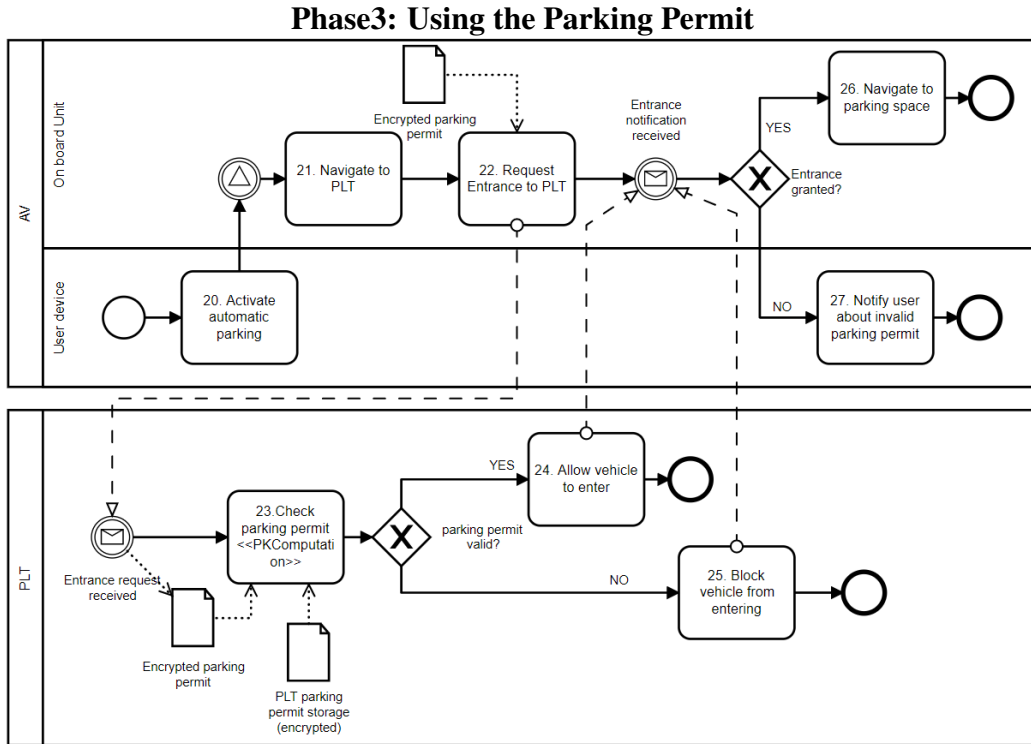 Phase3: Using the Parking Permit
AV
On board Unit
Encrypted parking
permit
21. Navigate to
PLT
22. Request
Entrance to PLT
Entrance
notification
received
YES
26. Navigate to
parking space
Entrance
granted?
User device
20. Activate
automatic
parking
NO
27. Notify user
about invalid
parking permit
PLT
Entrance request
received
Encrypted parking
permit
23.Check
parking permit
<<PKComputati
on>>
PLT parking
permit storage
(encrypted)
parking permit
valid?
YES
24. Allow vehicle
to enter
NO
25. Block
vehicle from
entering